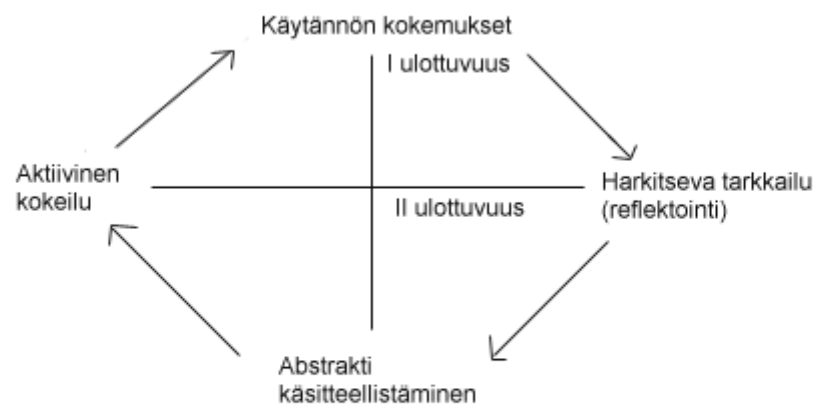 Käytännön kokemukset
I ulottuvuus
Aktiivinen
kokeilu
Harkitseva tarkkailu
(reflektointi)
II ulottuvuus
Abstrakti
käsitteellistäminen